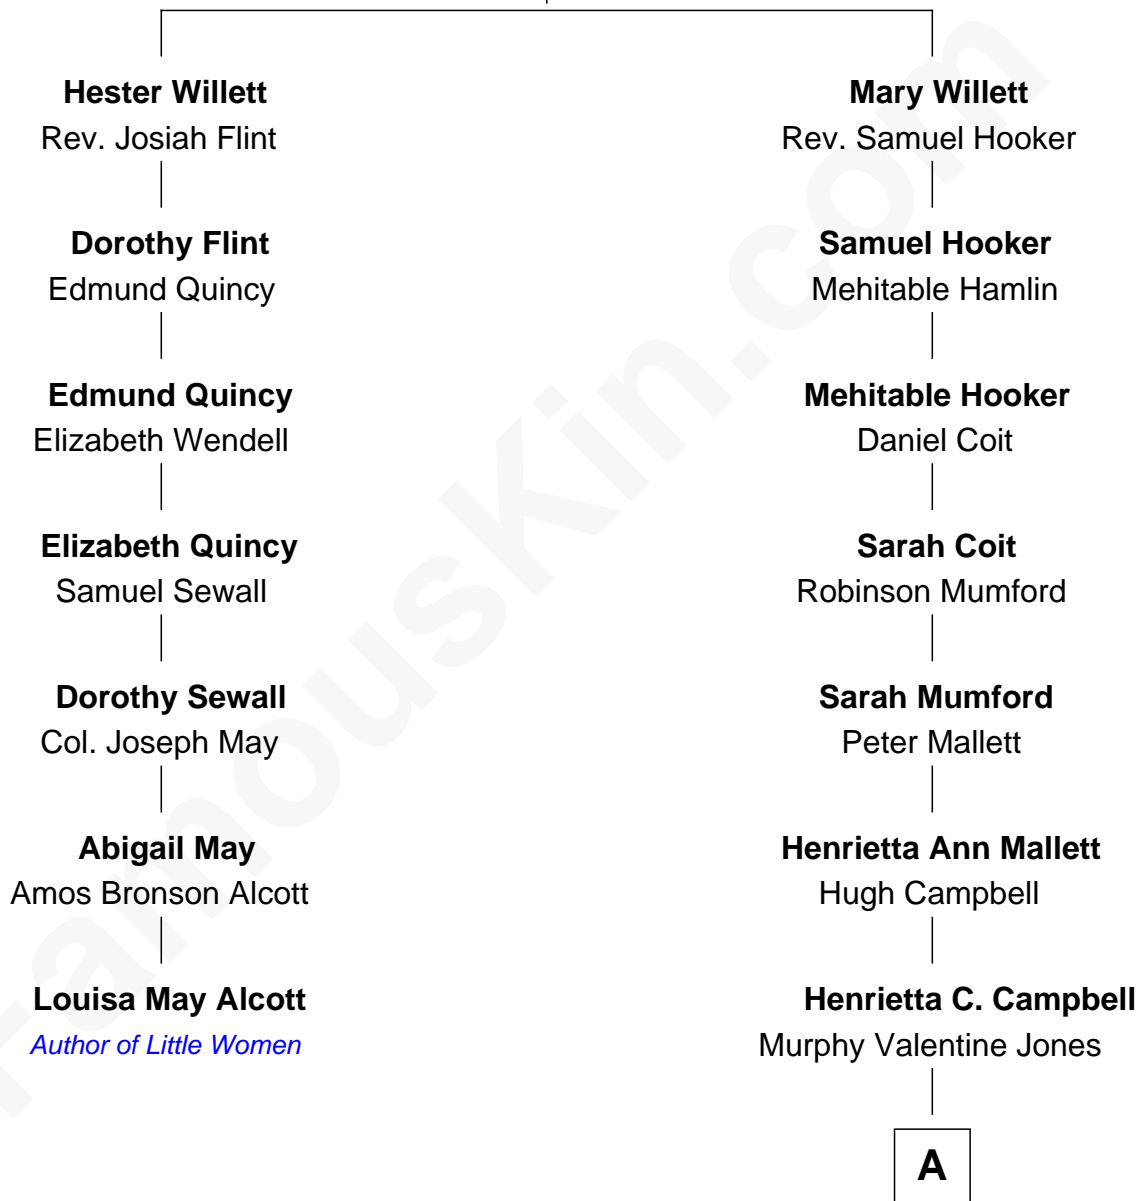 Hester Willett
Rev. Josiah Flint
Dorothy Flint
Edmund Quincy
Edmund Quincy
Elizabeth Wendell
Elizabeth Quincy
Samuel Sewall
Dorothy Sewall
Col. Joseph May
Abigail May
Amos Bronson Alcott
Louisa May Alcott
Author of Little Women
Mary Willett
Rev. Samuel Hooker
Samuel Hooker
Mehitable Hamlin
Mehitable Hooker
Daniel Coit
Sarah Coit
Robinson Mumford
Sarah Mumford
Peter Mallett
Henrietta Ann Mallett
Hugh Campbell
Henrietta C. Campbell
Murphy Valentine Jones
A
FamousKin.com